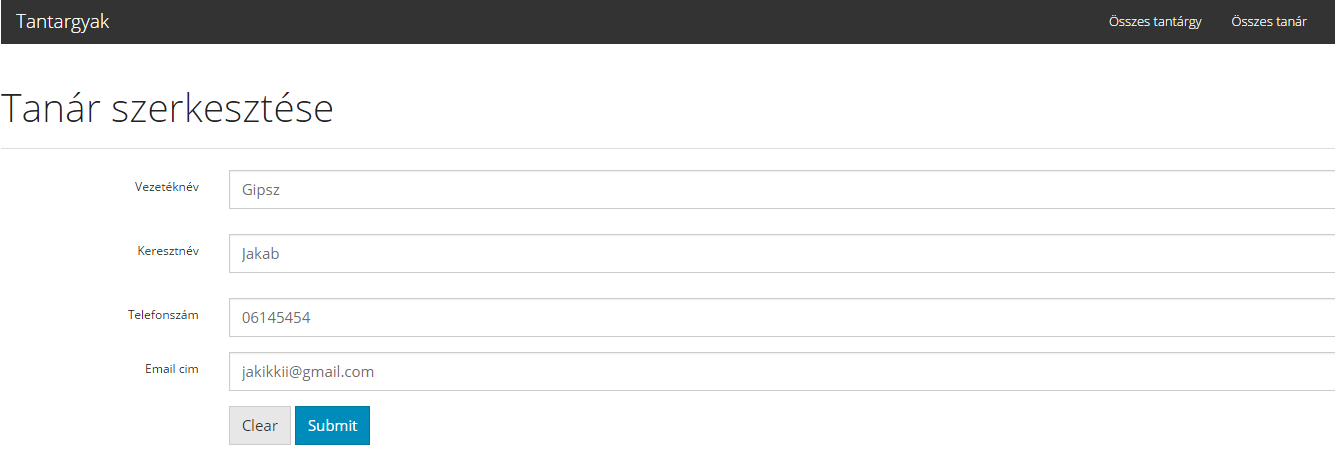 Tantargyak
Összes tantárgy
Összes tanár
Tanár szerkesztése
Vezetéknév
Gipsz
Keresztnév
Jakab
Telefonszám
06145454
Email cim
jakikkii@gmail.com
Clear
Submit